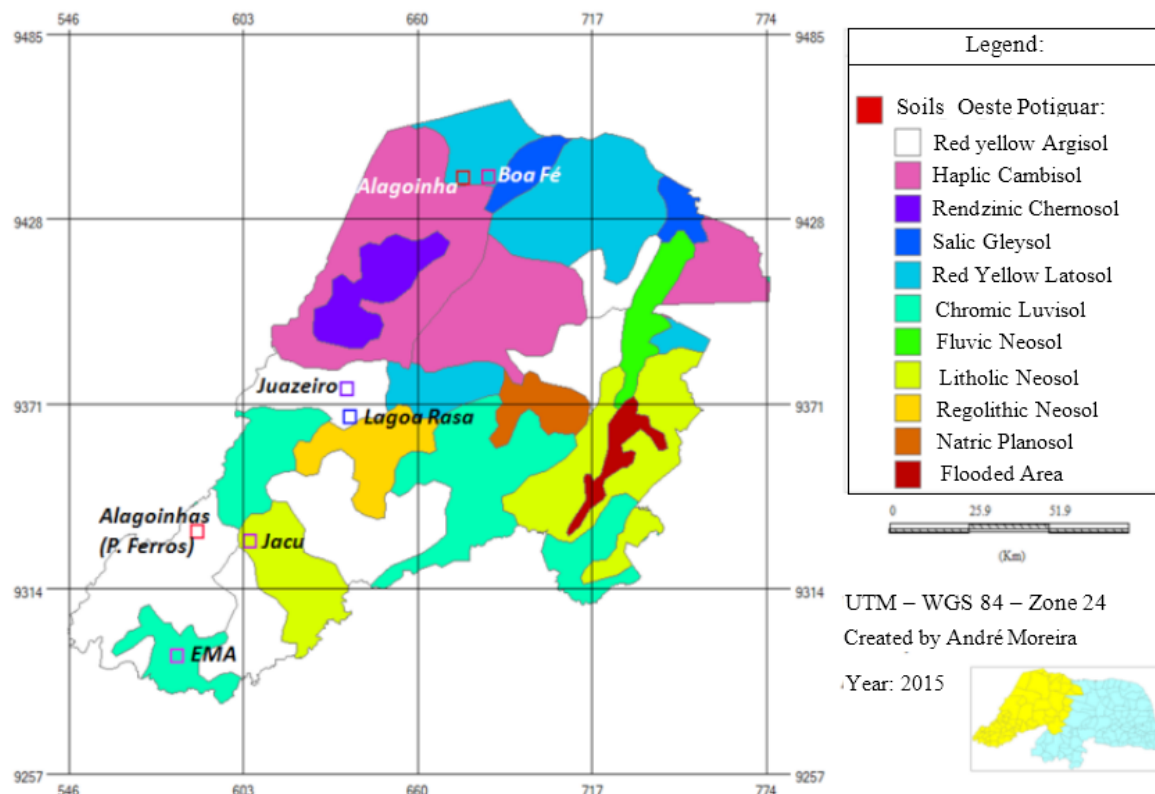 546 603 660 717 774
9485 9485
Alagoinha Boa Fé
9428 9428
Juazeiro
9371 9371
Lagoa Rasa
Alagoinhas
(P. Ferros)
Jacu
9314 9314
EMA
9257 9257
546 603 660 717 774
Legend:
Soils Oeste Potiguar:
Red yellow Argisol
Haplic Cambisol
Rendzinic Chernosol
Salic Gleysol
Red Yellow Latosol
Chromic Luvisol
Fluvic Neosol
Litholic Neosol
Regolithic Neosol
Natric Planosol
Flooded Area
0 25.9 51.9
(Km)
UTM – WGS 84 – Zone 24
Created by André Moreira
Year: 2015